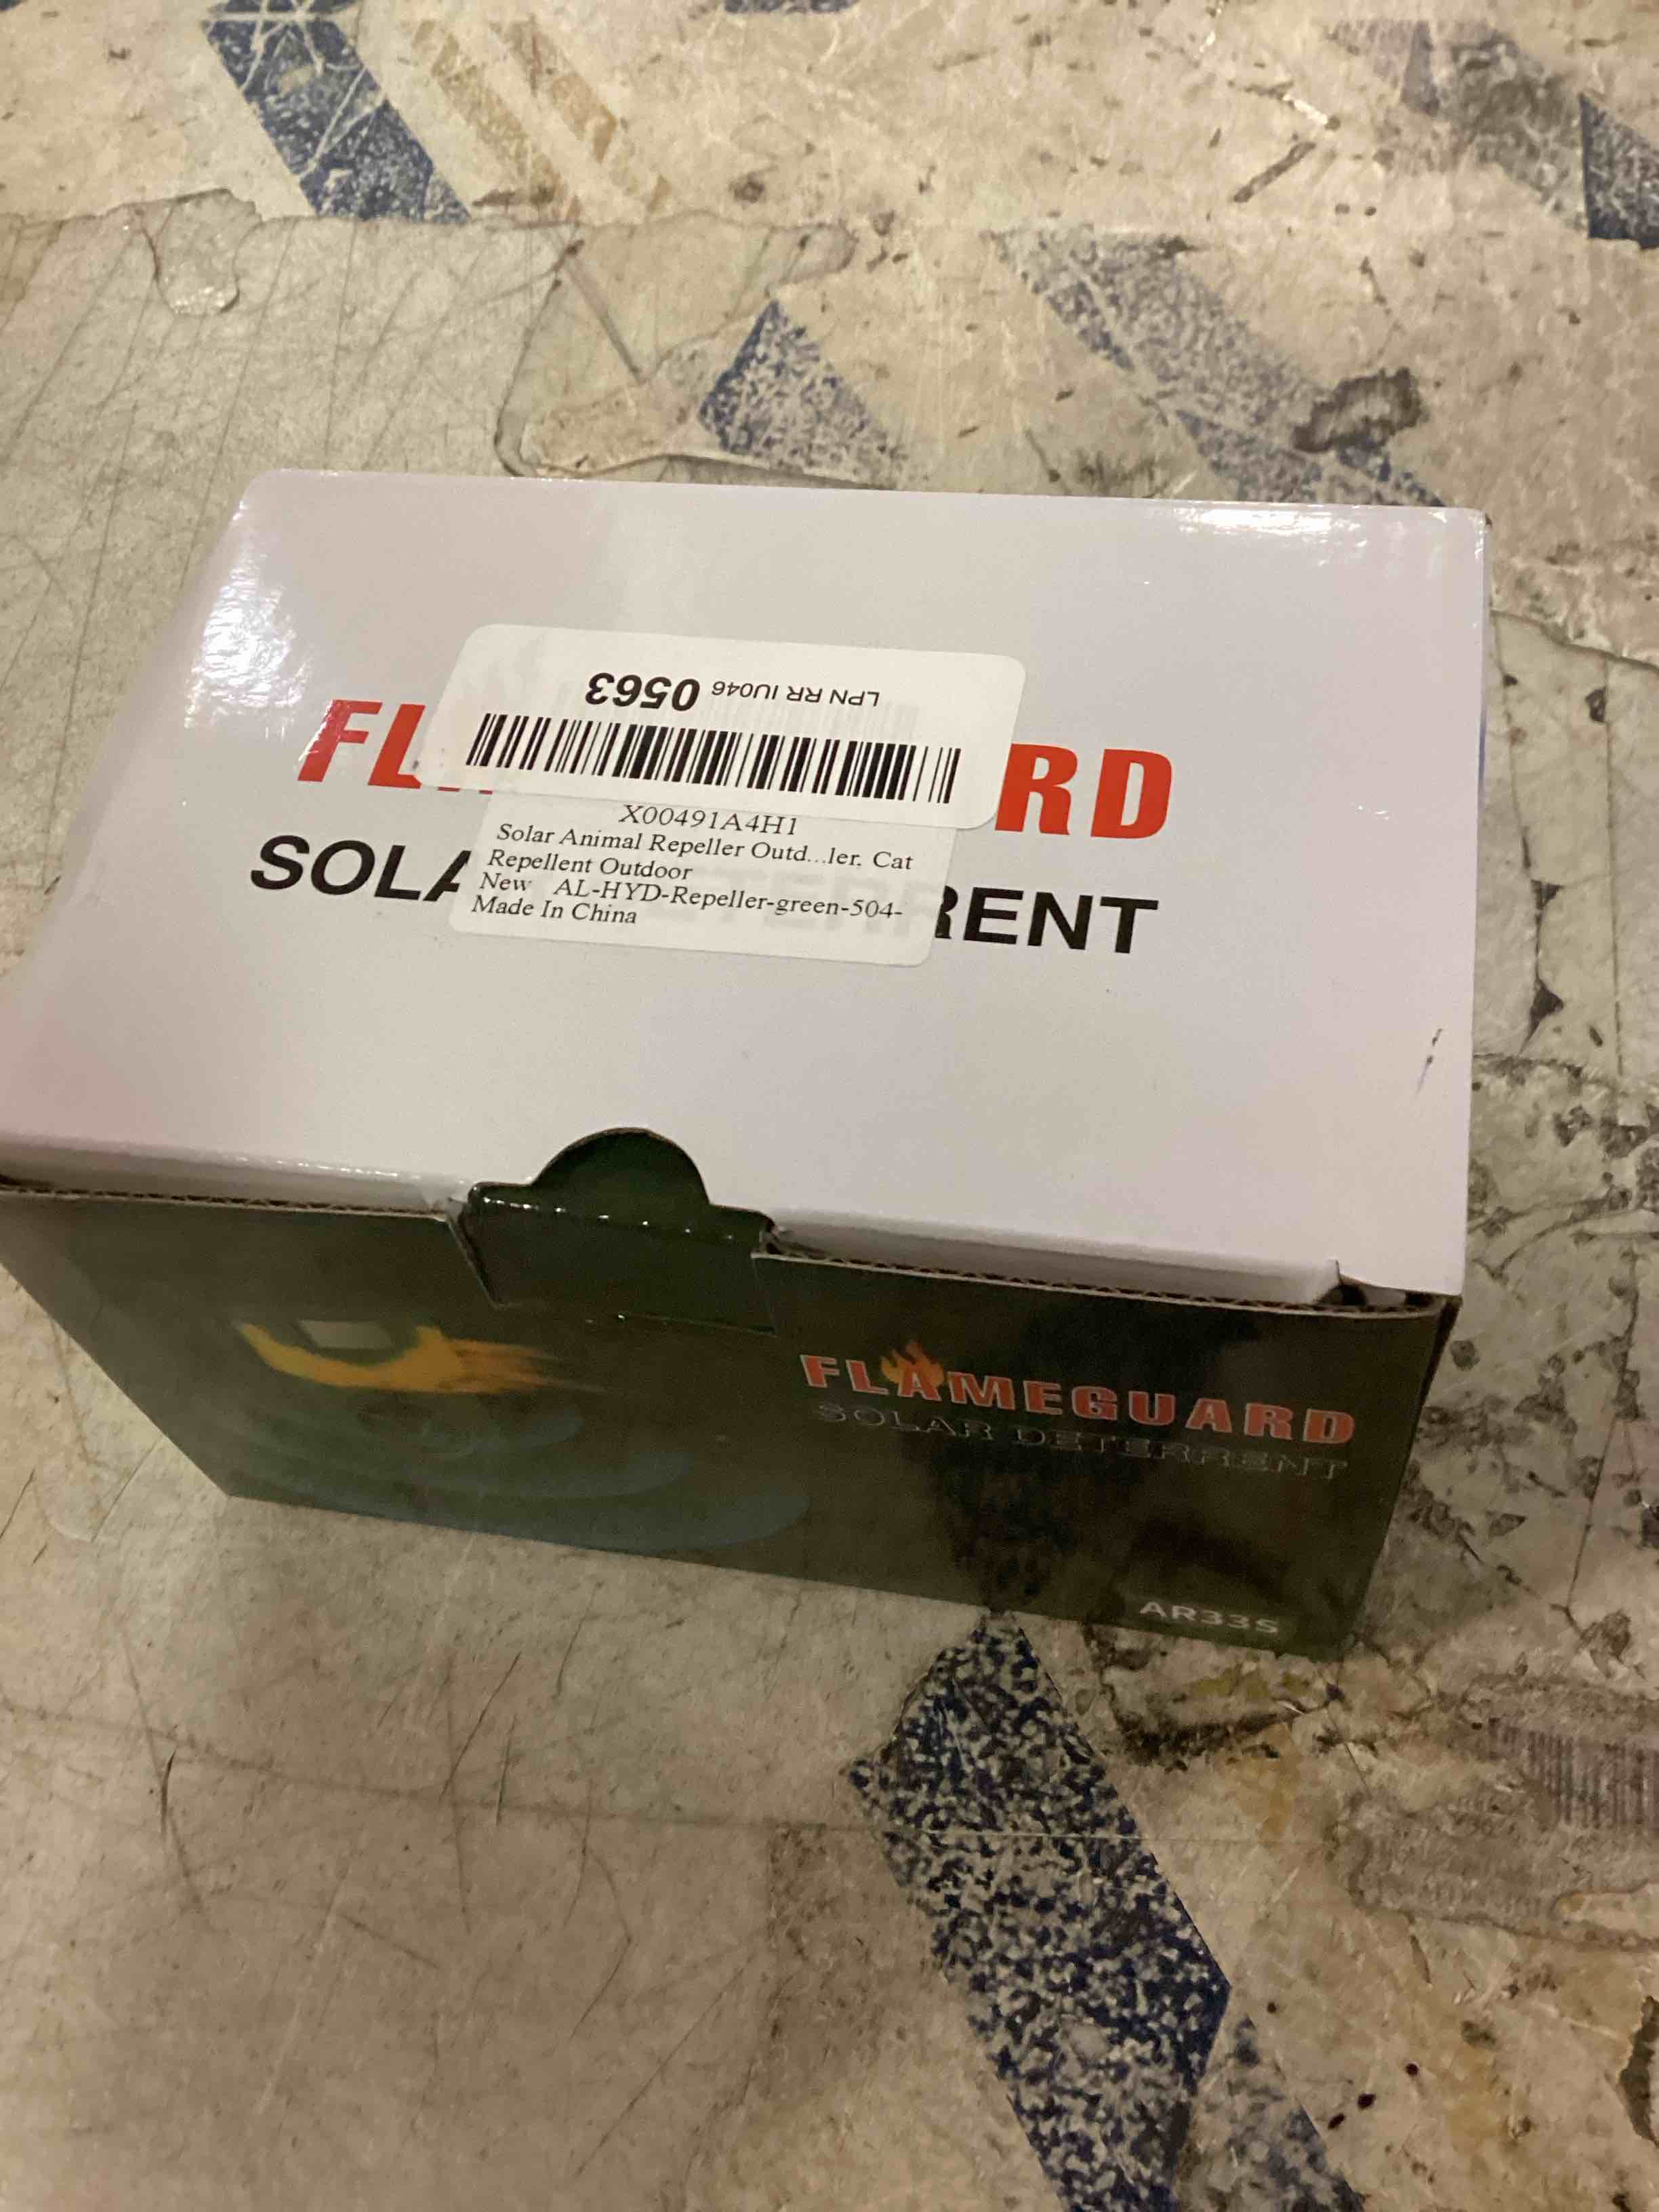 LPN RR IU046 0563
FL RD
X00491A4H1
Solar Animal Repeller Outd...ler, Cat
Repellent Outdoor
New AL-HYD-Repeller-green-504-
Made In China
SOLA RENT
FLAMEGUARD
SOLAR DETERRENT
AR33S